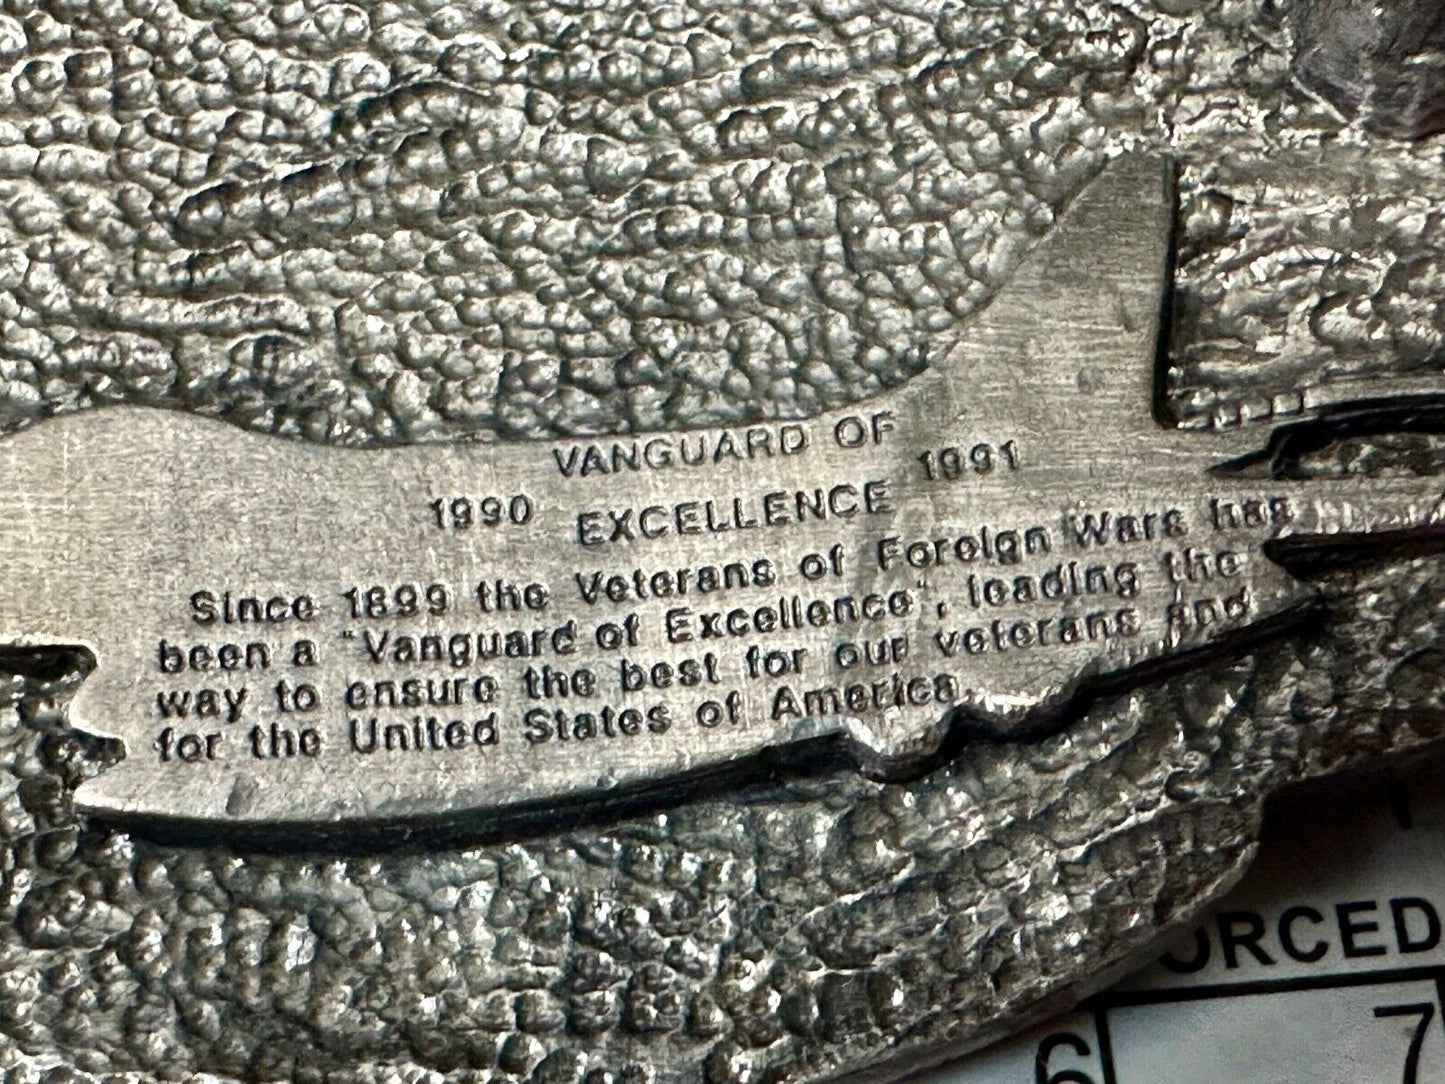 VANGUARD OF
1990 EXCELLENCE 1991
Since 1899 the Veterans of Foreign Wars has
been a "Vanguard of Excellence", leading the
way to ensure the best for our veterans and
for the United States of America.
ORCED
6 7